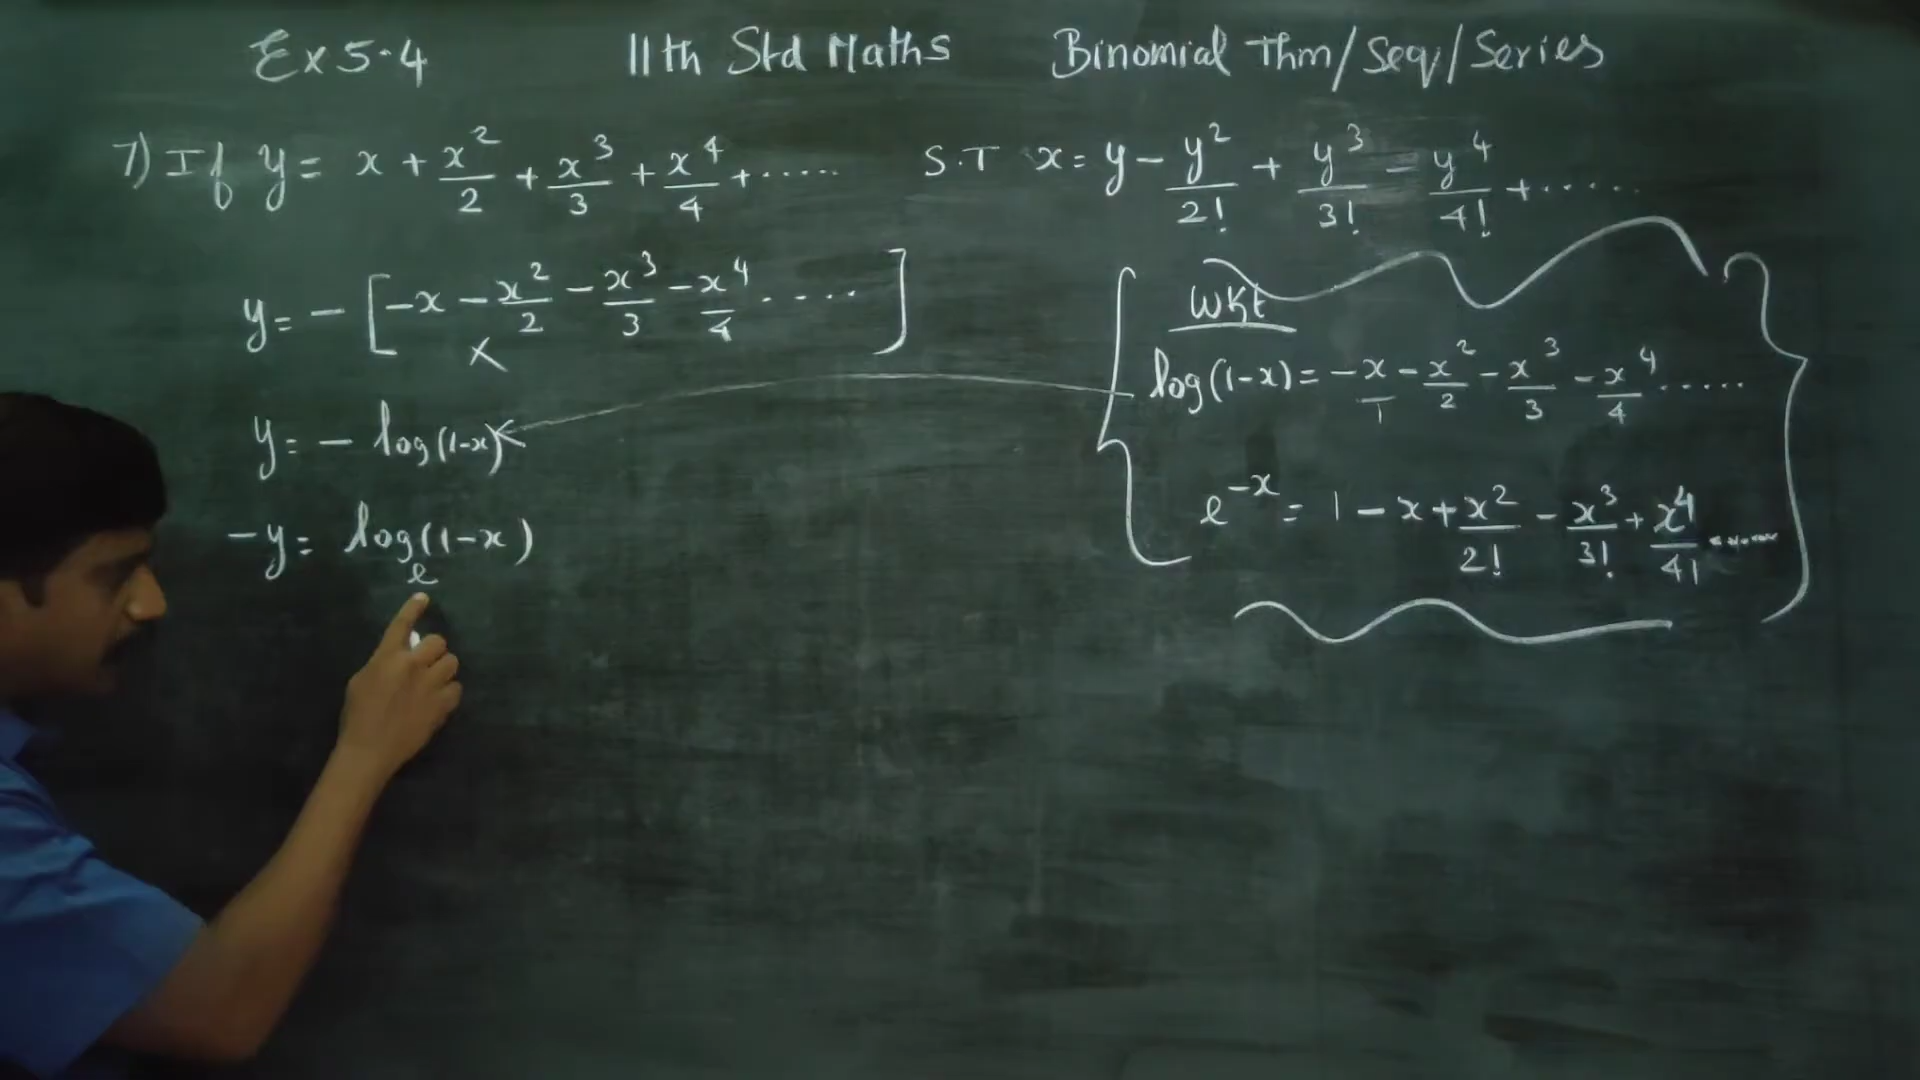 Ex 5.4 11th Std Maths Binomial Thm/Seq/Series
7) If y = x + x²/2 + x³/3 + x⁴/4 + ..... S.T x = y - y²/2! + y³/3! - y⁴/4! + ......
y = - [ -x - x²/2 - x³/3 - x⁴/4 ..... ]
y = - log(1-x)
-y = logₑ(1-x)
WKt
log(1-x) = -x/1 - x²/2 - x³/3 - x⁴/4 .....
e⁻ˣ = 1 - x + x²/2! - x³/3! + x⁴/4! ......